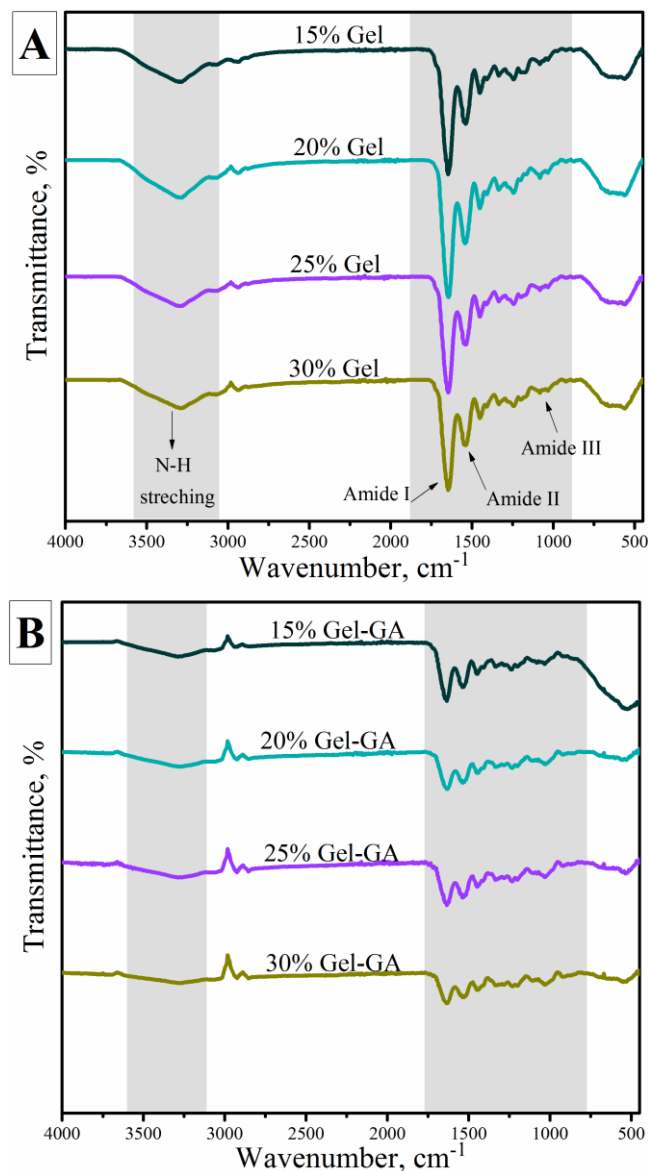 A
15% Gel
20% Gel
25% Gel
30% Gel
N-H
streching
Amide I
Amide II
Amide III
Transmittance, %
4000 3500 3000 2500 2000 1500 1000 500
Wavenumber, cm-1
B
15% Gel-GA
20% Gel-GA
25% Gel-GA
30% Gel-GA
Transmittance, %
4000 3500 3000 2500 2000 1500 1000 500
Wavenumber, cm-1